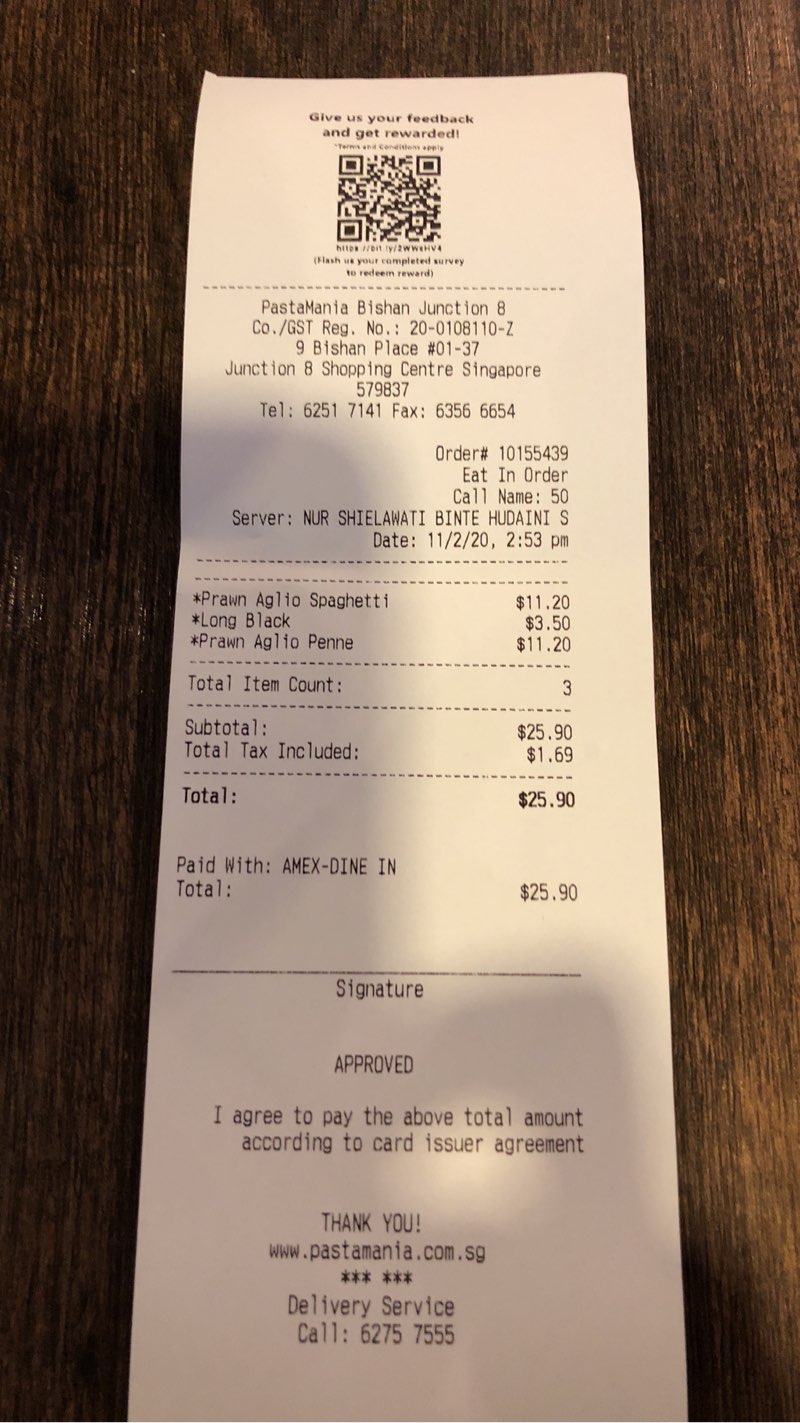 Give us your feedback
and get rewarded!
*Terms and Conditions apply
(Flash us your completed survey
to redeem reward)
PastaMania Bishan Junction 8
Co./GST Reg. No.: 20-0108110-Z
9 Bishan Place #01-37
Junction 8 Shopping Centre Singapore
579837
Tel: 6251 7141 Fax: 6356 6654
Order# 10155439
Eat In Order
Call Name: 50
Server: NUR SHIELAWATI BINTE HUDAINI S
Date: 11/2/20, 2:53 pm
*Prawn Aglio Spaghetti $11.20
*Long Black $3.50
*Prawn Aglio Penne $11.20
Total Item Count: 3
Subtotal: $25.90
Total Tax Included: $1.69
Total: $25.90
Paid With: AMEX-DINE IN
Total: $25.90
Signature
APPROVED
I agree to pay the above total amount
according to card issuer agreement
THANK YOU!
www.pastamania.com.sg
*** ***
Delivery Service
Call: 6275 7555